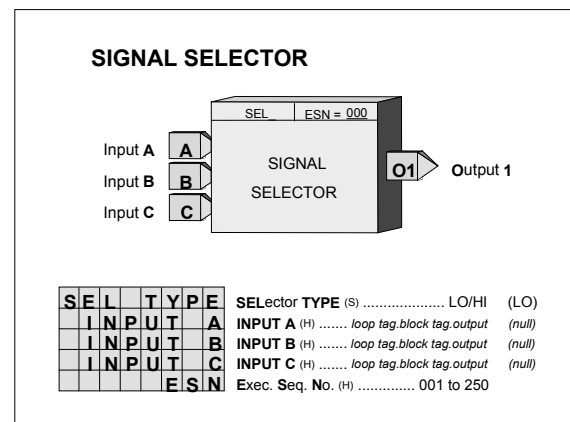 SIGNAL SELECTOR
SEL_ ESN = 000
Input A A
Input B B
Input C C
SIGNAL
SELECTOR
O1 Output 1
SEL TYPE SELector TYPE (S) .................... LO/HI (LO)
INPUT A INPUT A (H) ....... loop tag.block tag.output (null)
INPUT B INPUT B (H) ....... loop tag.block tag.output (null)
INPUT C INPUT C (H) ....... loop tag.block tag.output (null)
ESN Exec. Seq. No. (H) .............. 001 to 250